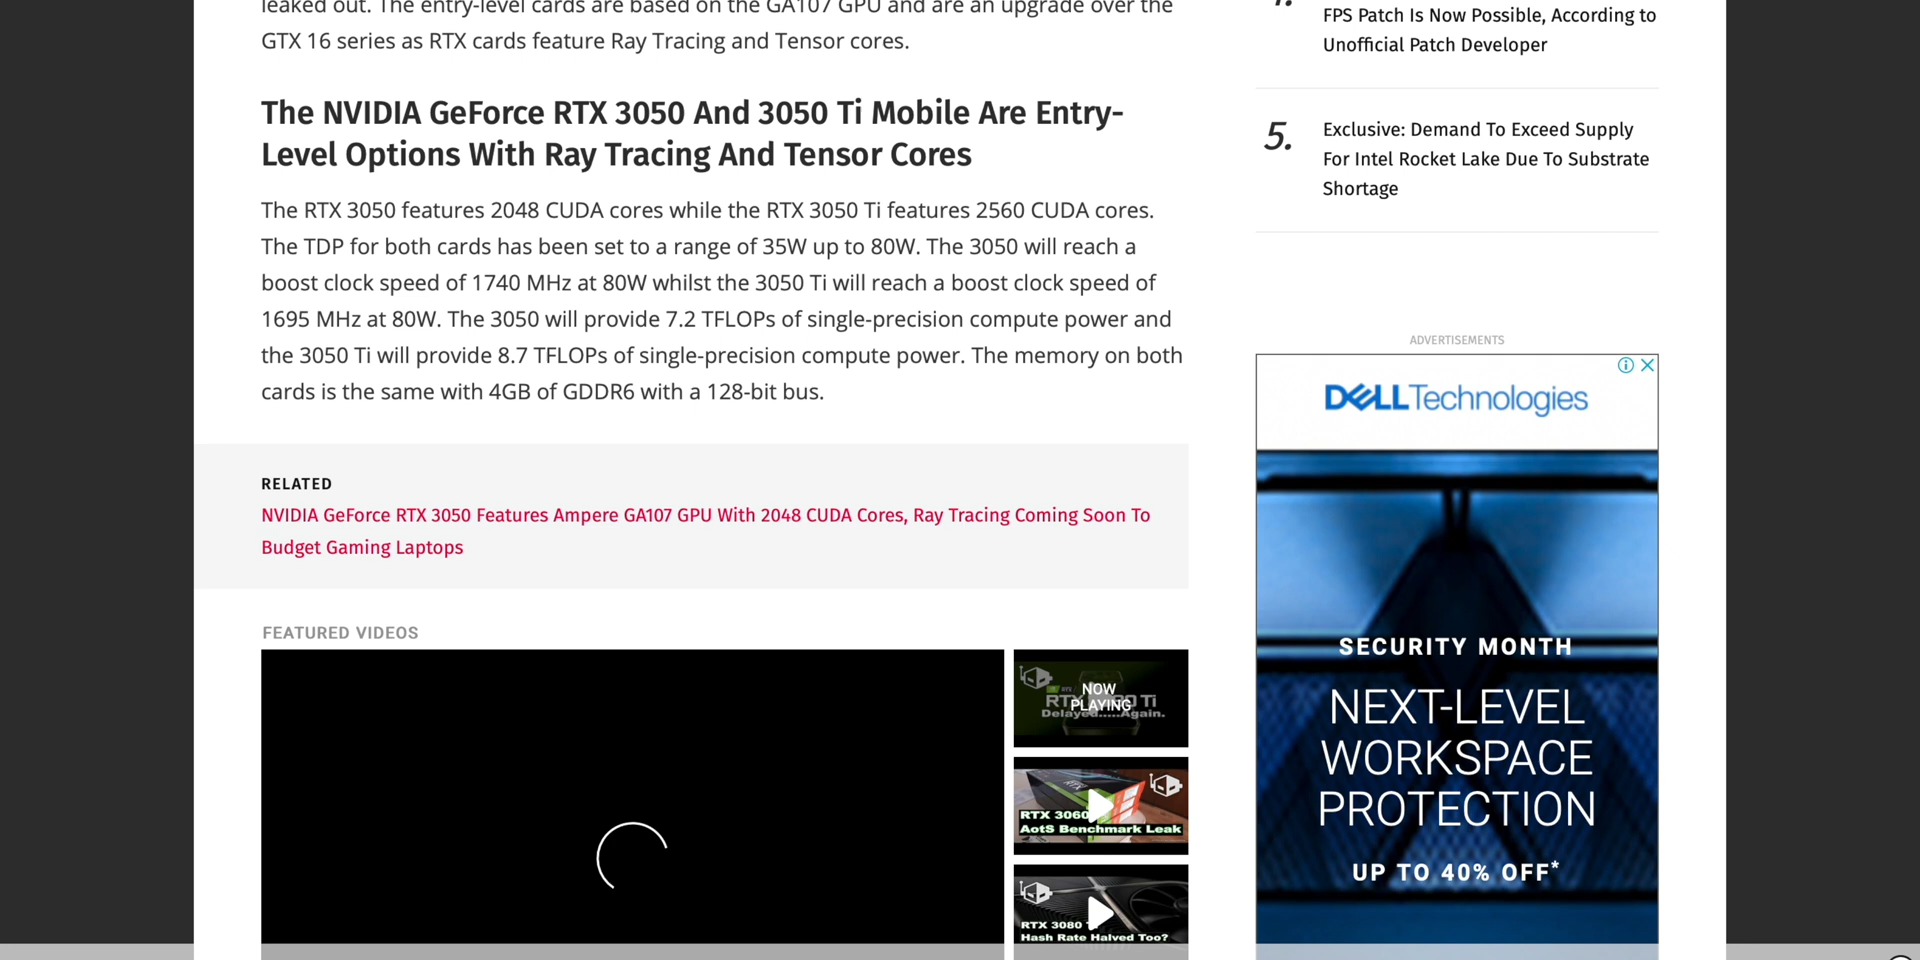 leaked out. The entry-level cards are based on the GA107 GPU and are an upgrade over the
GTX 16 series as RTX cards feature Ray Tracing and Tensor cores.
The NVIDIA GeForce RTX 3050 And 3050 Ti Mobile Are Entry-
Level Options With Ray Tracing And Tensor Cores
The RTX 3050 features 2048 CUDA cores while the RTX 3050 Ti features 2560 CUDA cores.
The TDP for both cards has been set to a range of 35W up to 80W. The 3050 will reach a
boost clock speed of 1740 MHz at 80W whilst the 3050 Ti will reach a boost clock speed of
1695 MHz at 80W. The 3050 will provide 7.2 TFLOPs of single-precision compute power and
the 3050 Ti will provide 8.7 TFLOPs of single-precision compute power. The memory on both
cards is the same with 4GB of GDDR6 with a 128-bit bus.
RELATED
NVIDIA GeForce RTX 3050 Features Ampere GA107 GPU With 2048 CUDA Cores, Ray Tracing Coming Soon To
Budget Gaming Laptops
FEATURED VIDEOS
NOW
PLAYING
Delayed.....Again.
RTX 3060
AotS Benchmark Leak
RTX 3080
Hash Rate Halved Too?
FPS Patch Is Now Possible, According to
Unofficial Patch Developer
5.
Exclusive: Demand To Exceed Supply
For Intel Rocket Lake Due To Substrate
Shortage
ADVERTISEMENTS
DELL Technologies
SECURITY MONTH
NEXT-LEVEL
WORKSPACE
PROTECTION
UP TO 40% OFF*